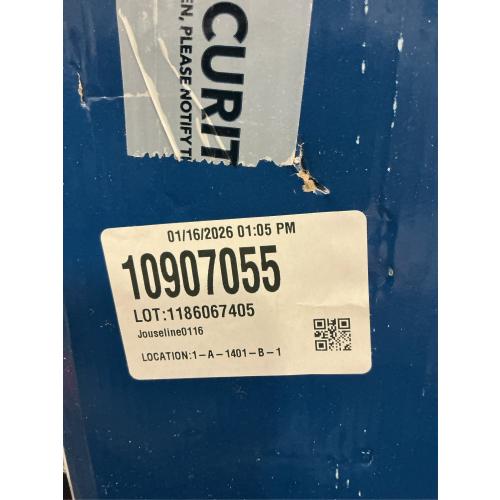 CURIT
EN, PLEASE NOTIFY T
01/16/2026 01:05 PM
10907055
LOT:1186067405
Jouseline0116
LOCATION:1-A-1401-B-1